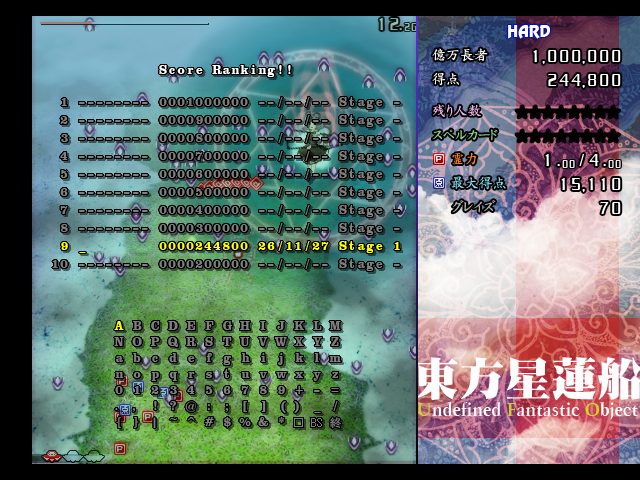 12.20
Score Ranking!!
1 -------- 0001000000 --/--/-- Stage -
2 -------- 0000900000 --/--/-- Stage -
3 -------- 0000800000 --/--/-- Stage -
4 -------- 0000700000 --/--/-- Stage -
5 -------- 0000600000 --/--/-- Stage -
6 -------- 0000500000 --/--/-- Stage -
7 -------- 0000400000 --/--/-- Stage -
8 -------- 0000300000 --/--/-- Stage -
9 _ 0000244800 26/11/27 Stage 1
10 -------- 0000200000 --/--/-- Stage -
A B C D E F G H I J K L M
N O P Q R S T U V W X Y Z
a b c d e f g h i j k l m
n o p q r s t u v w x y z
0 1 2 3 4 5 6 7 8 9 + - =
. , ! ? @ : ; [ ] ( ) _ /
{ } | ~ ^ # $ % & * □ BS 終
HARD
億万長者 1,000,000
得点 244,800
残り人数 ★★★★★★★★
スペルカード ★★★★★★★★
P 霊力 1.00/4.00
点 最大得点 15,110
グレイズ 70
東方星蓮船
Undefined Fantastic Object